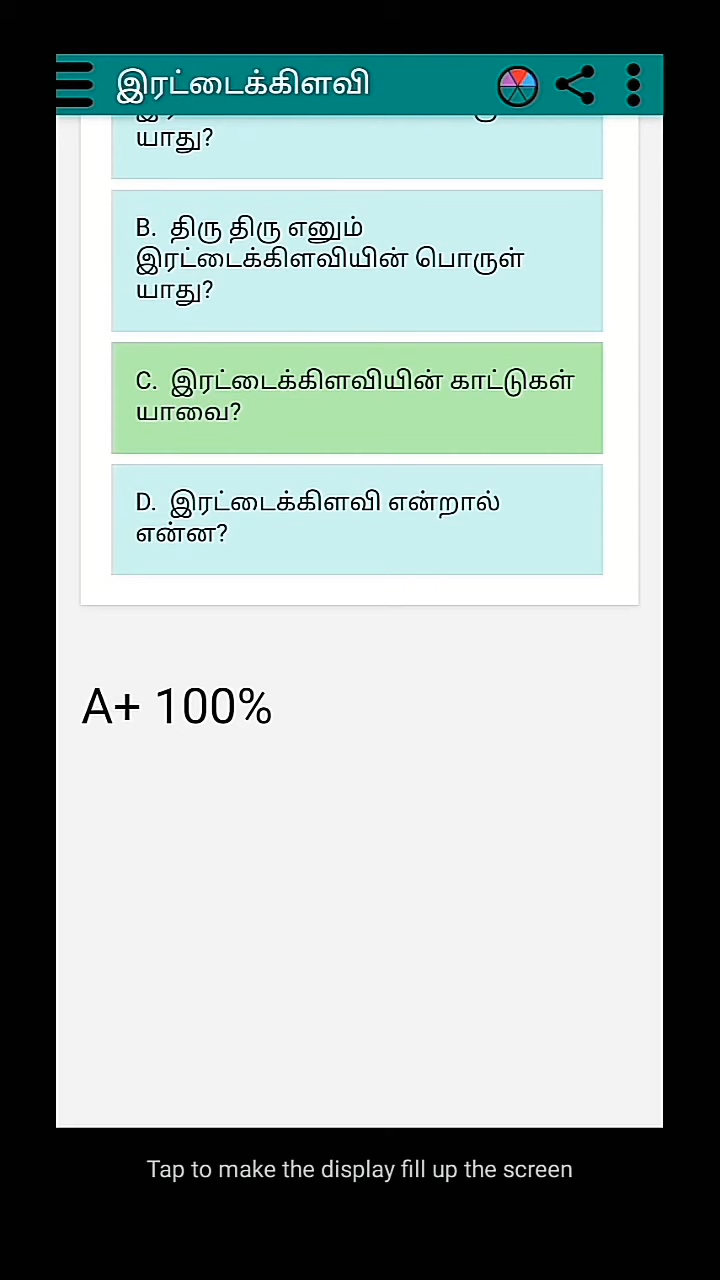 இரட்டைக்கிளவி
யாது?
B. திரு திரு எனும்
இரட்டைக்கிளவியின் பொருள்
யாது?
C. இரட்டைக்கிளவியின் காட்டுகள்
யாவை?
D. இரட்டைக்கிளவி என்றால்
என்ன?
A+ 100%
Tap to make the display fill up the screen